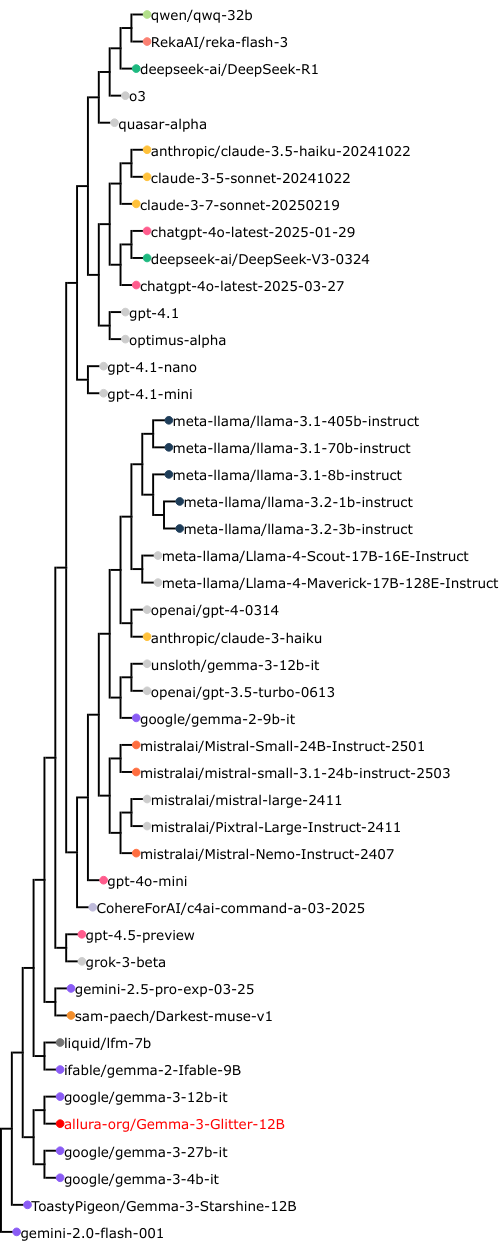 qwen/qwq-32b
RekaAI/reka-flash-3
deepseek-ai/DeepSeek-R1
o3
quasar-alpha
anthropic/claude-3.5-haiku-20241022
claude-3-5-sonnet-20241022
claude-3-7-sonnet-20250219
chatgpt-4o-latest-2025-01-29
deepseek-ai/DeepSeek-V3-0324
chatgpt-4o-latest-2025-03-27
gpt-4.1
optimus-alpha
gpt-4.1-nano
gpt-4.1-mini
meta-llama/llama-3.1-405b-instruct
meta-llama/llama-3.1-70b-instruct
meta-llama/llama-3.1-8b-instruct
meta-llama/llama-3.2-1b-instruct
meta-llama/llama-3.2-3b-instruct
meta-llama/Llama-4-Scout-17B-16E-Instruct
meta-llama/Llama-4-Maverick-17B-128E-Instruct
openai/gpt-4-0314
anthropic/claude-3-haiku
unsloth/gemma-3-12b-it
openai/gpt-3.5-turbo-0613
google/gemma-2-9b-it
mistralai/Mistral-Small-24B-Instruct-2501
mistralai/mistral-small-3.1-24b-instruct-2503
mistralai/mistral-large-2411
mistralai/Pixtral-Large-Instruct-2411
mistralai/Mistral-Nemo-Instruct-2407
gpt-4o-mini
CohereForAI/c4ai-command-a-03-2025
gpt-4.5-preview
grok-3-beta
gemini-2.5-pro-exp-03-25
sam-paech/Darkest-muse-v1
liquid/lfm-7b
ifable/gemma-2-Ifable-9B
google/gemma-3-12b-it
allura-org/Gemma-3-Glitter-12B
google/gemma-3-27b-it
google/gemma-3-4b-it
ToastyPigeon/Gemma-3-Starshine-12B
gemini-2.0-flash-001